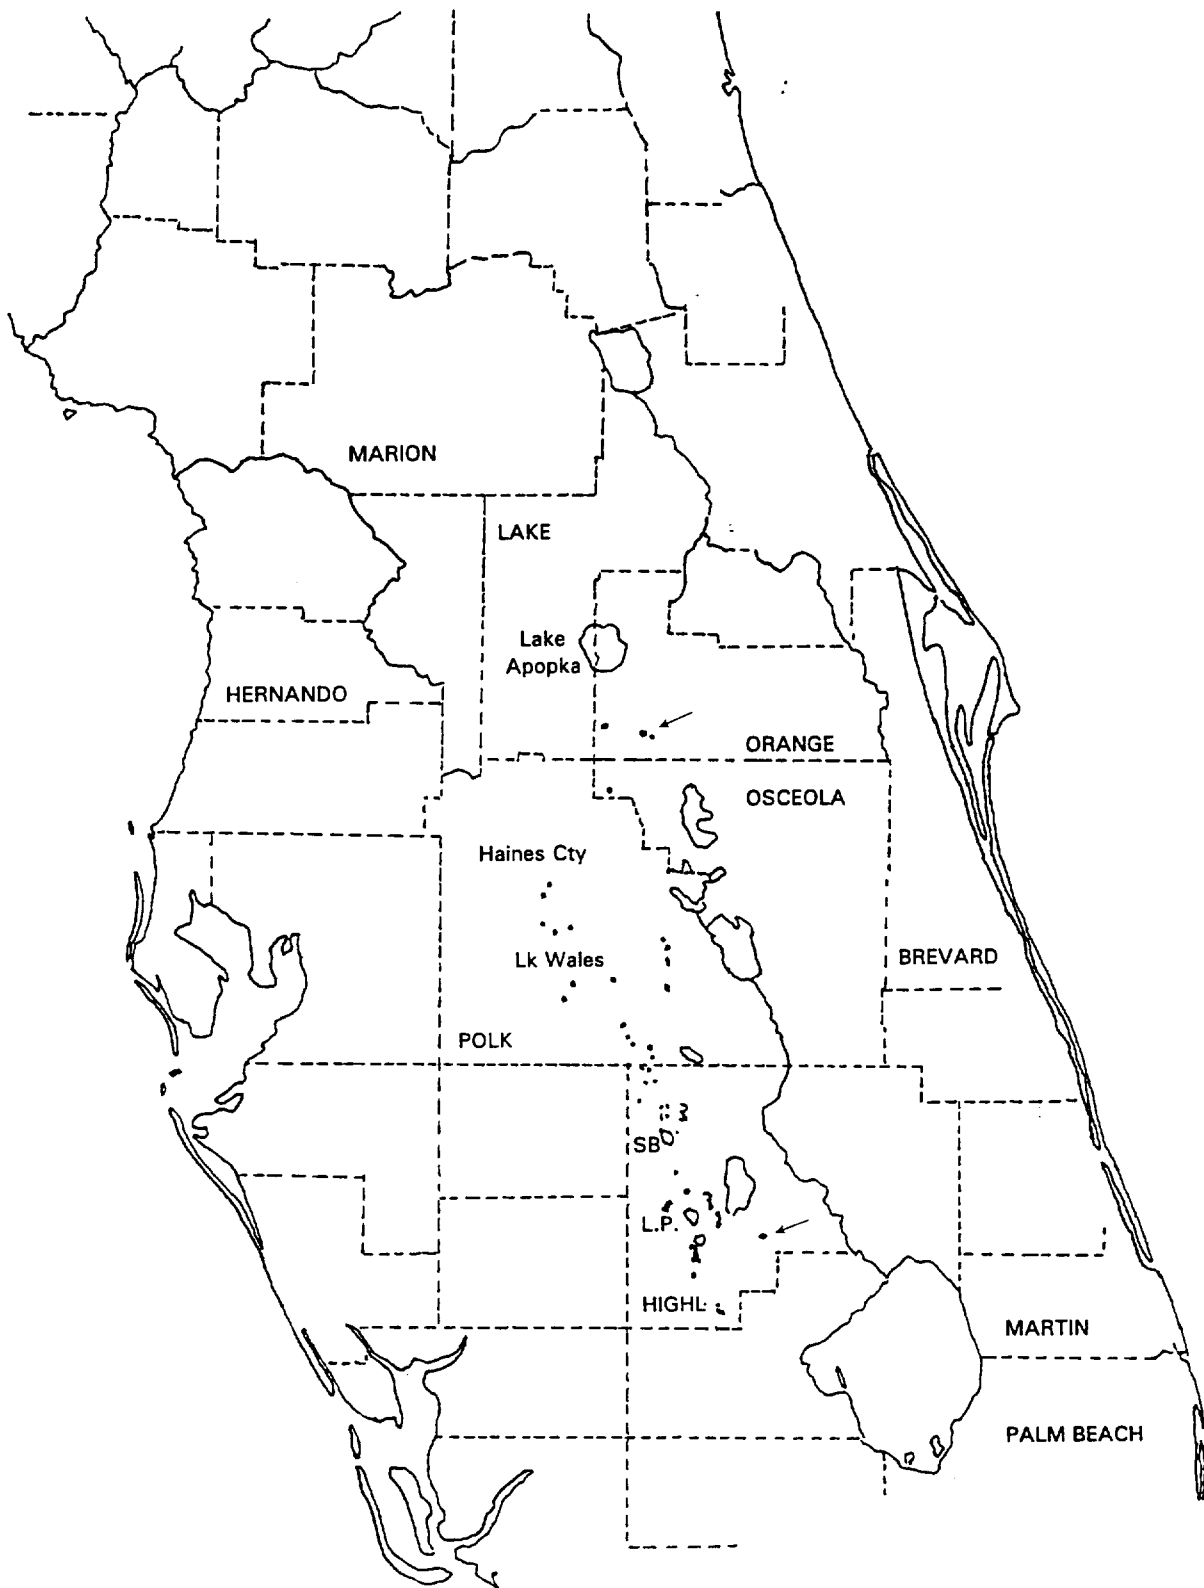 MARION
LAKE
Lake
Apopka
HERNANDO
ORANGE
OSCEOLA
Haines Cty
Lk Wales
BREVARD
POLK
SB
L.P.
HIGHL
MARTIN
PALM BEACH